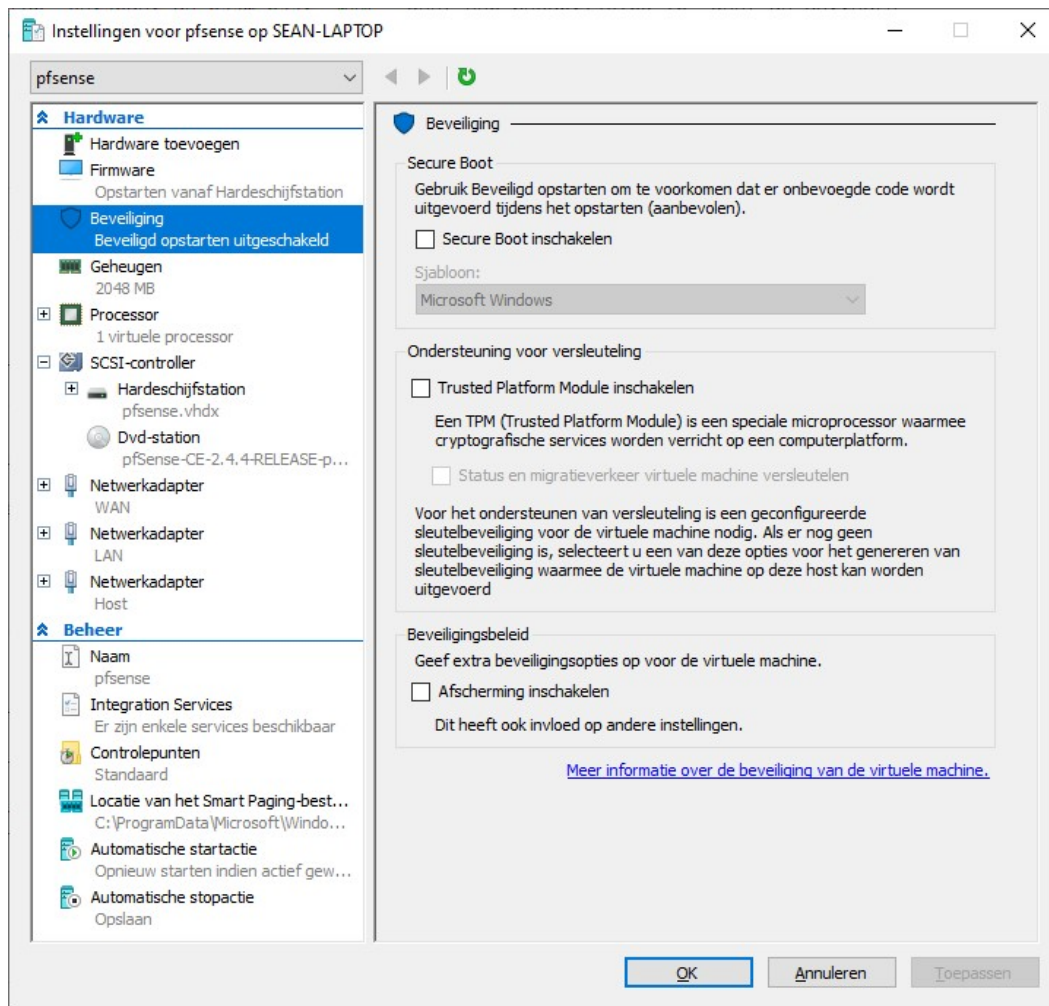 Instellingen voor pfsense op SEAN-LAPTOP
pfsense
Hardware
Hardware toevoegen
Firmware
Opstarten vanaf Hardeschijfstation
Beveiliging
Beveiligd opstarten uitgeschakeld
Geheugen
2048 MB
Processor
1 virtuele processor
SCSI-controller
Hardeschijfstation
pfsense.vhdx
Dvd-station
pfSense-CE-2.4.4-RELEASE-p...
Netwerkadapter
WAN
Netwerkadapter
LAN
Netwerkadapter
Host
Beheer
Naam
pfsense
Integration Services
Er zijn enkele services beschikbaar
Controlepunten
Standaard
Locatie van het Smart Paging-best...
C:\ProgramData\Microsoft\Windo...
Automatische startactie
Opnieuw starten indien actief gew...
Automatische stopactie
Opslaan
Beveiliging
Secure Boot
Gebruik Beveiligd opstarten om te voorkomen dat er onbevoegde code wordt
uitgevoerd tijdens het opstarten (aanbevolen).
Secure Boot inschakelen
Sjabloon:
Microsoft Windows
Ondersteuning voor versleuteling
Trusted Platform Module inschakelen
Een TPM (Trusted Platform Module) is een speciale microprocessor waarmee
cryptografische services worden verricht op een computerplatform.
Status en migratieverkeer virtuele machine versleutelen
Voor het ondersteunen van versleuteling is een geconfigureerde
sleutelbeveiliging voor de virtuele machine nodig. Als er nog geen
sleutelbeveiliging is, selecteert u een van deze opties voor het genereren van
sleutelbeveiliging waarmee de virtuele machine op deze host kan worden
uitgevoerd
Beveiligingsbeleid
Geef extra beveiligingsopties op voor de virtuele machine.
Afscherming inschakelen
Dit heeft ook invloed op andere instellingen.
Meer informatie over de beveiliging van de virtuele machine.
OK
Annuleren
Toepassen